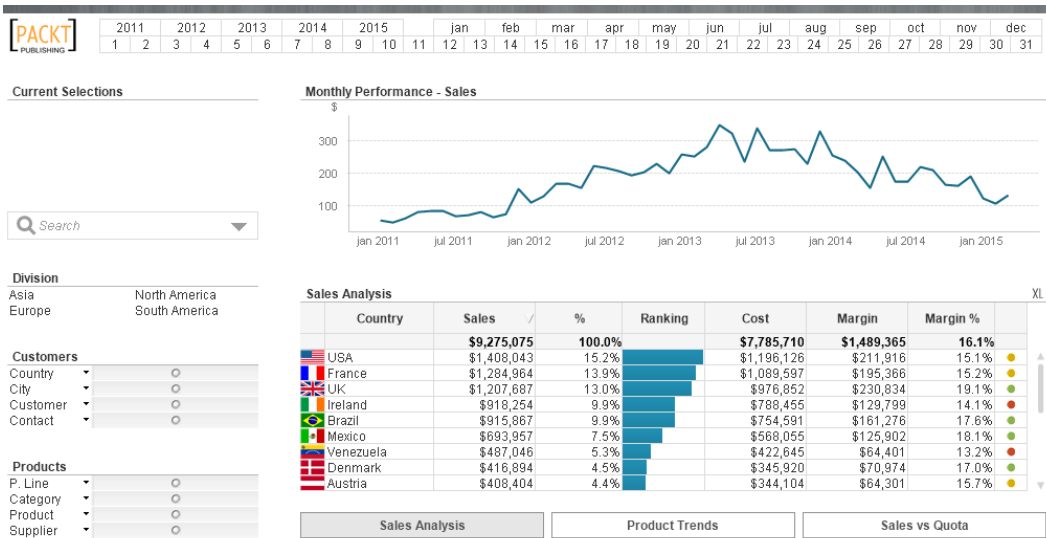 PACKT
PUBLISHING
2011 2012 2013 2014 2015 jan feb mar apr may jun jul aug sep oct nov dec
1 2 3 4 5 6 7 8 9 10 11 12 13 14 15 16 17 18 19 20 21 22 23 24 25 26 27 28 29 30 31
Current Selections
Search
Division
Asia North America
Europe South America
Customers
Country
City
Customer
Contact
Products
P. Line
Category
Product
Supplier
Monthly Performance - Sales
$
300
200
100
jan 2011 jul 2011 jan 2012 jul 2012 jan 2013 jul 2013 jan 2014 jul 2014 jan 2015
Sales Analysis XL
Country Sales % Ranking Cost Margin Margin %
$9,275,075 100.0% $7,785,710 $1,489,365 16.1%
USA $1,408,043 15.2% $1,196,126 $211,916 15.1%
France $1,284,964 13.9% $1,089,597 $195,366 15.2%
UK $1,207,687 13.0% $976,852 $230,834 19.1%
Ireland $918,254 9.9% $788,455 $129,799 14.1%
Brazil $915,867 9.9% $754,591 $161,276 17.6%
Mexico $693,957 7.5% $568,055 $125,902 18.1%
Venezuela $487,046 5.3% $422,645 $64,401 13.2%
Denmark $416,894 4.5% $345,920 $70,974 17.0%
Austria $408,404 4.4% $344,104 $64,301 15.7%
Sales Analysis Product Trends Sales vs Quota